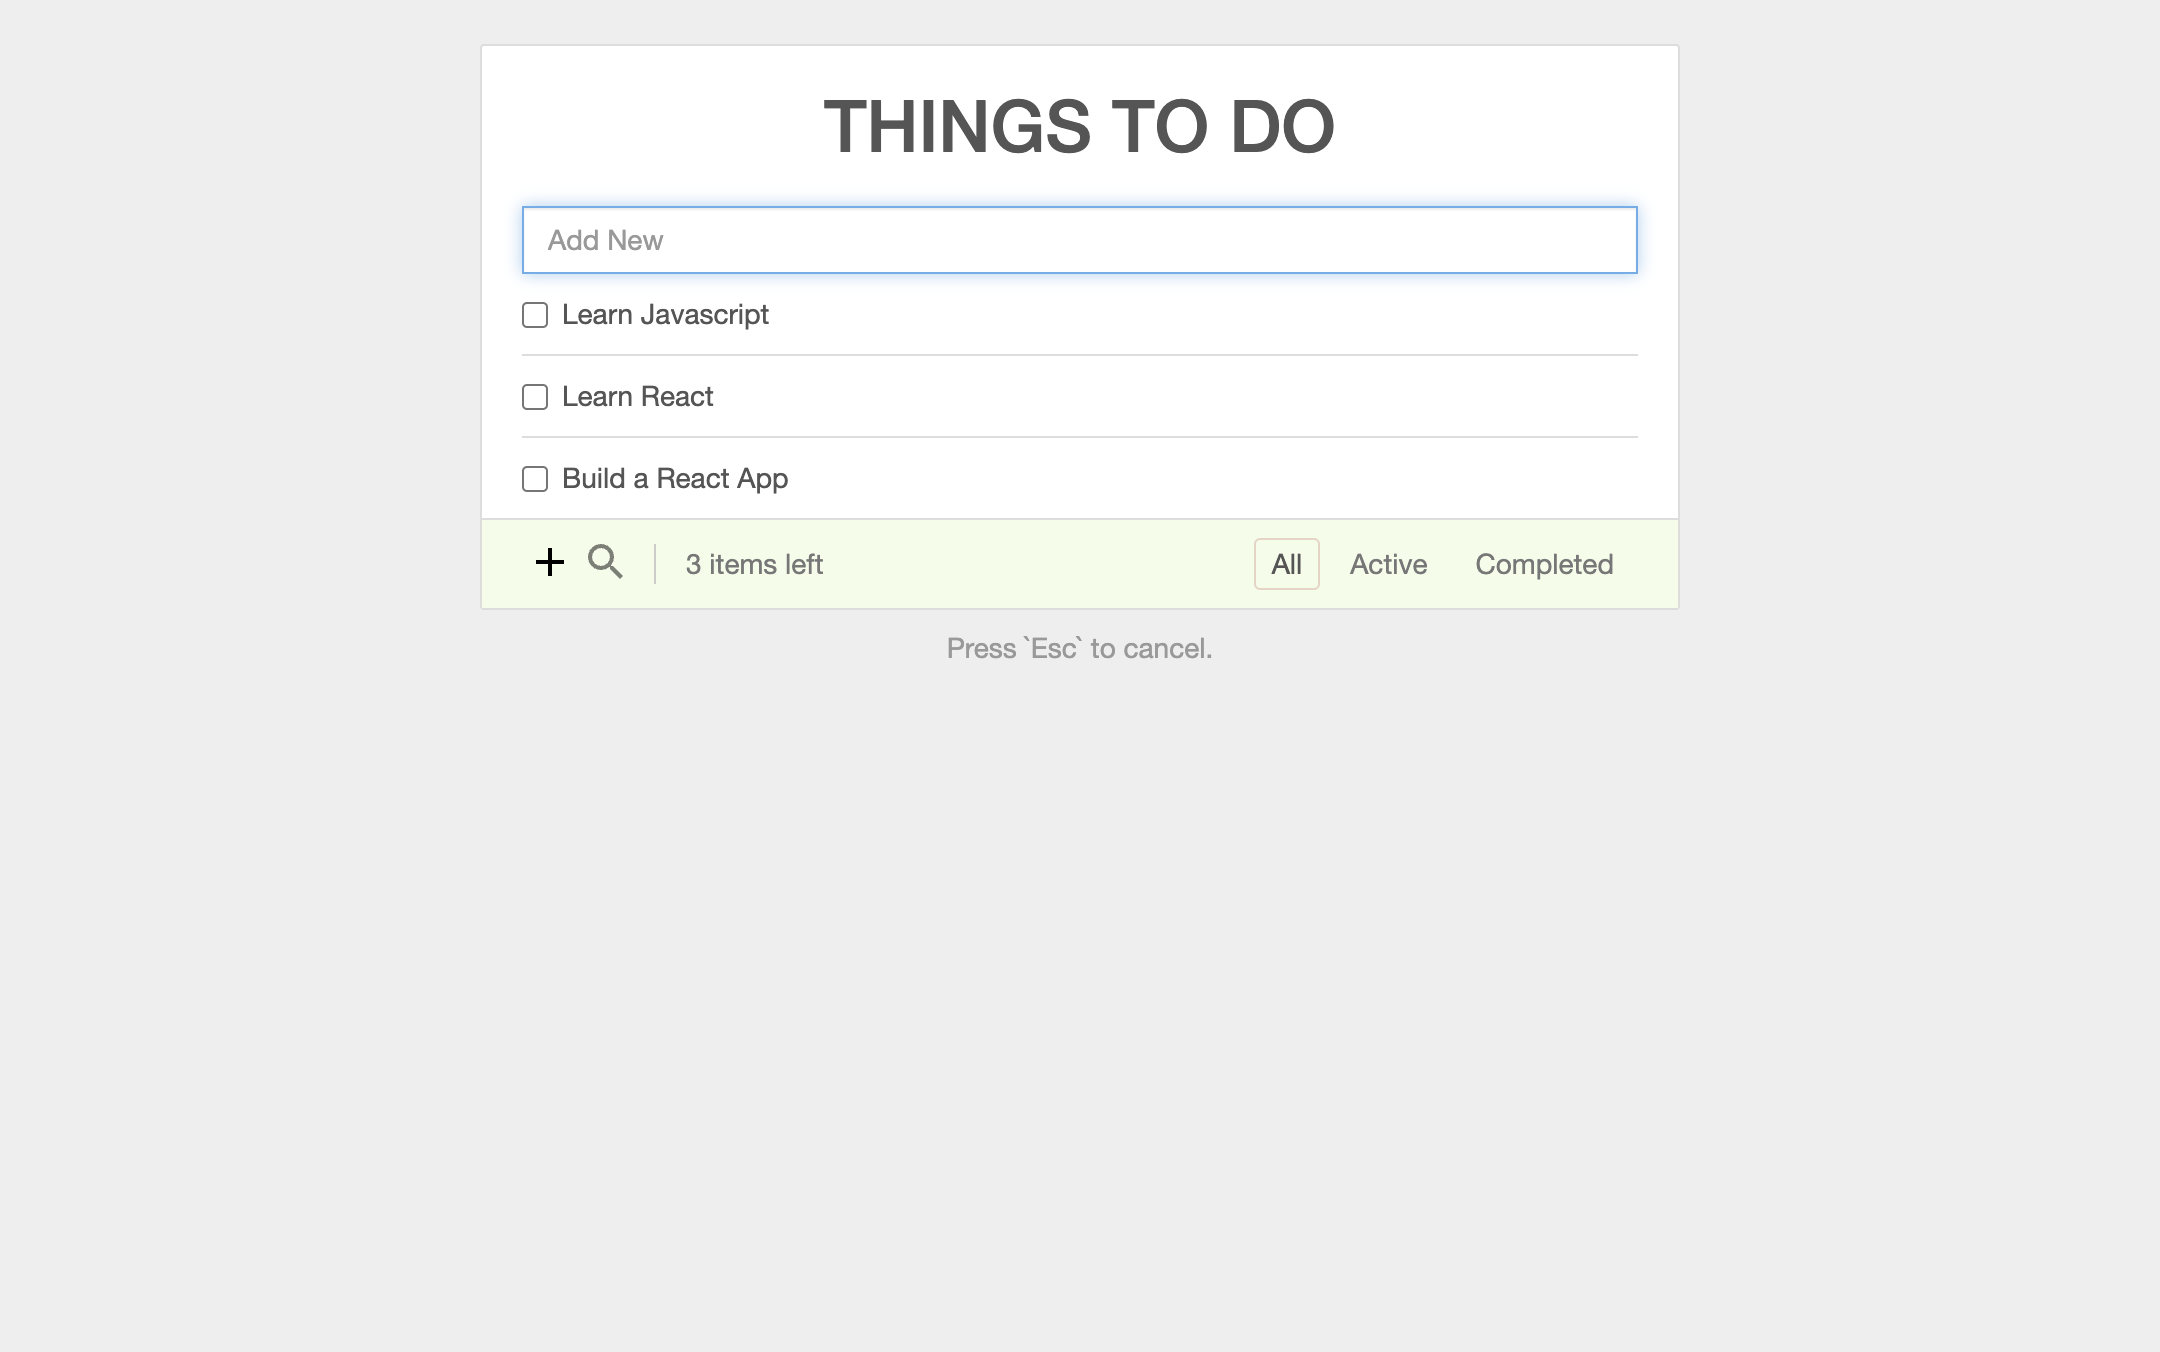 THINGS TO DO
Add New
Learn Javascript
Learn React
Build a React App
3 items left All Active Completed
Press `Esc` to cancel.